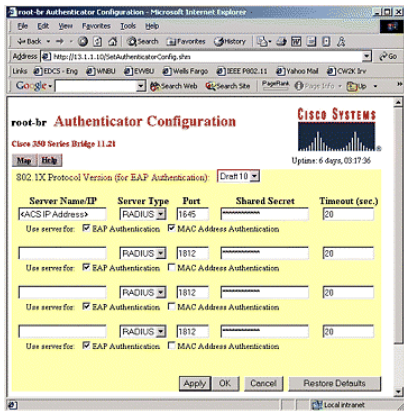 root-br Authenticator Configuration - Microsoft Internet Explorer
File Edit View Favorites Tools Help
Back Search Favorites History
Address http://13.1.1.10/SetAuthenticatorConfig.shm Go
Links EDCS - Eng WNBU EWBU Wells Fargo IEEE P802.11 Yahoo Mail CW2K Irv
Google Search Web Search Site PageRank Page Info Up
root-br Authenticator Configuration
CISCO SYSTEMS
Cisco 350 Series Bridge 11.21
Map Help
Uptime: 6 days, 03:17:36
802.1X Protocol Version (for EAP Authentication): Draft 10
Server Name/IP Server Type Port Shared Secret Timeout (sec.)
<ACS IP Address> RADIUS 1645 ************ 20
Use server for: EAP Authentication MAC Address Authentication
RADIUS 1812 ************ 20
Use server for: EAP Authentication MAC Address Authentication
RADIUS 1812 ************ 20
Use server for: EAP Authentication MAC Address Authentication
RADIUS 1812 ************ 20
Use server for: EAP Authentication MAC Address Authentication
Apply OK Cancel Restore Defaults
Local intranet